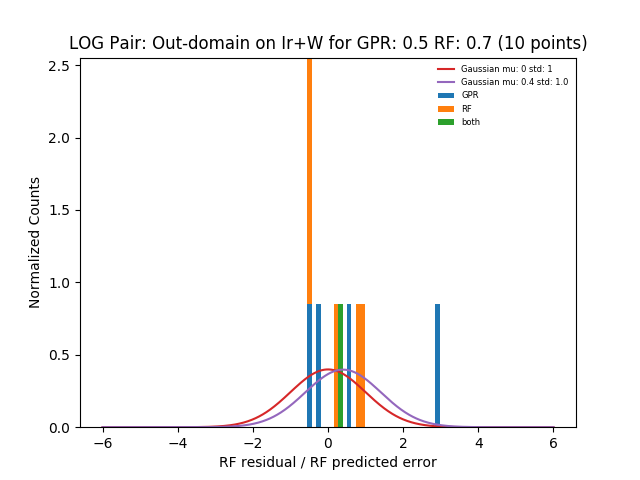 LOG Pair: Out-domain on Ir+W for GPR: 0.5 RF: 0.7 (10 points)
Gaussian mu: 0 std: 1
Gaussian mu: 0.4 std: 1.0
GPR
RF
both
Normalized Counts
2.5
2.0
1.5
1.0
0.5
0.0
−6 −4 −2 0 2 4 6
RF residual / RF predicted error